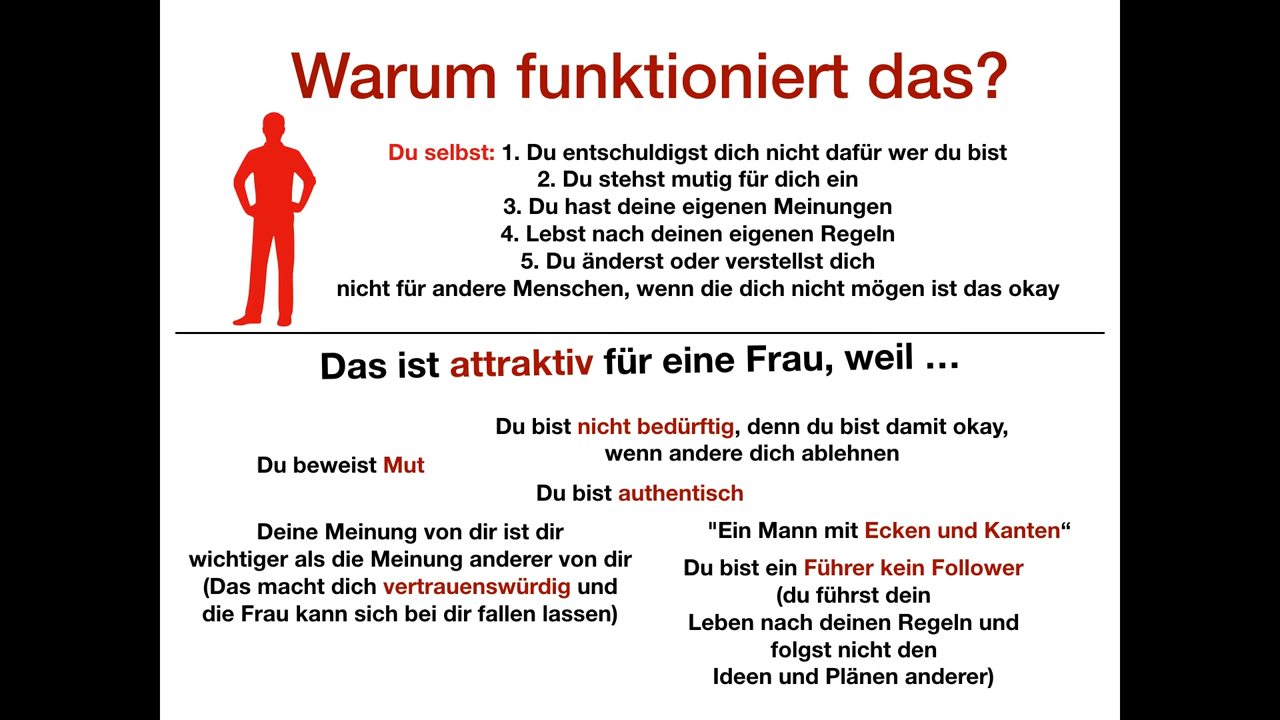 Warum funktioniert das?
Du selbst: 1. Du entschuldigst dich nicht dafür wer du bist
2. Du stehst mutig für dich ein
3. Du hast deine eigenen Meinungen
4. Lebst nach deinen eigenen Regeln
5. Du änderst oder verstellst dich
nicht für andere Menschen, wenn die dich nicht mögen ist das okay
Das ist attraktiv für eine Frau, weil ...
Du bist nicht bedürftig, denn du bist damit okay,
wenn andere dich ablehnen
Du beweist Mut
Du bist authentisch
Deine Meinung von dir ist dir
wichtiger als die Meinung anderer von dir
(Das macht dich vertrauenswürdig und
die Frau kann sich bei dir fallen lassen)
"Ein Mann mit Ecken und Kanten“
Du bist ein Führer kein Follower
(du führst dein
Leben nach deinen Regeln und
folgst nicht den
Ideen und Plänen anderer)